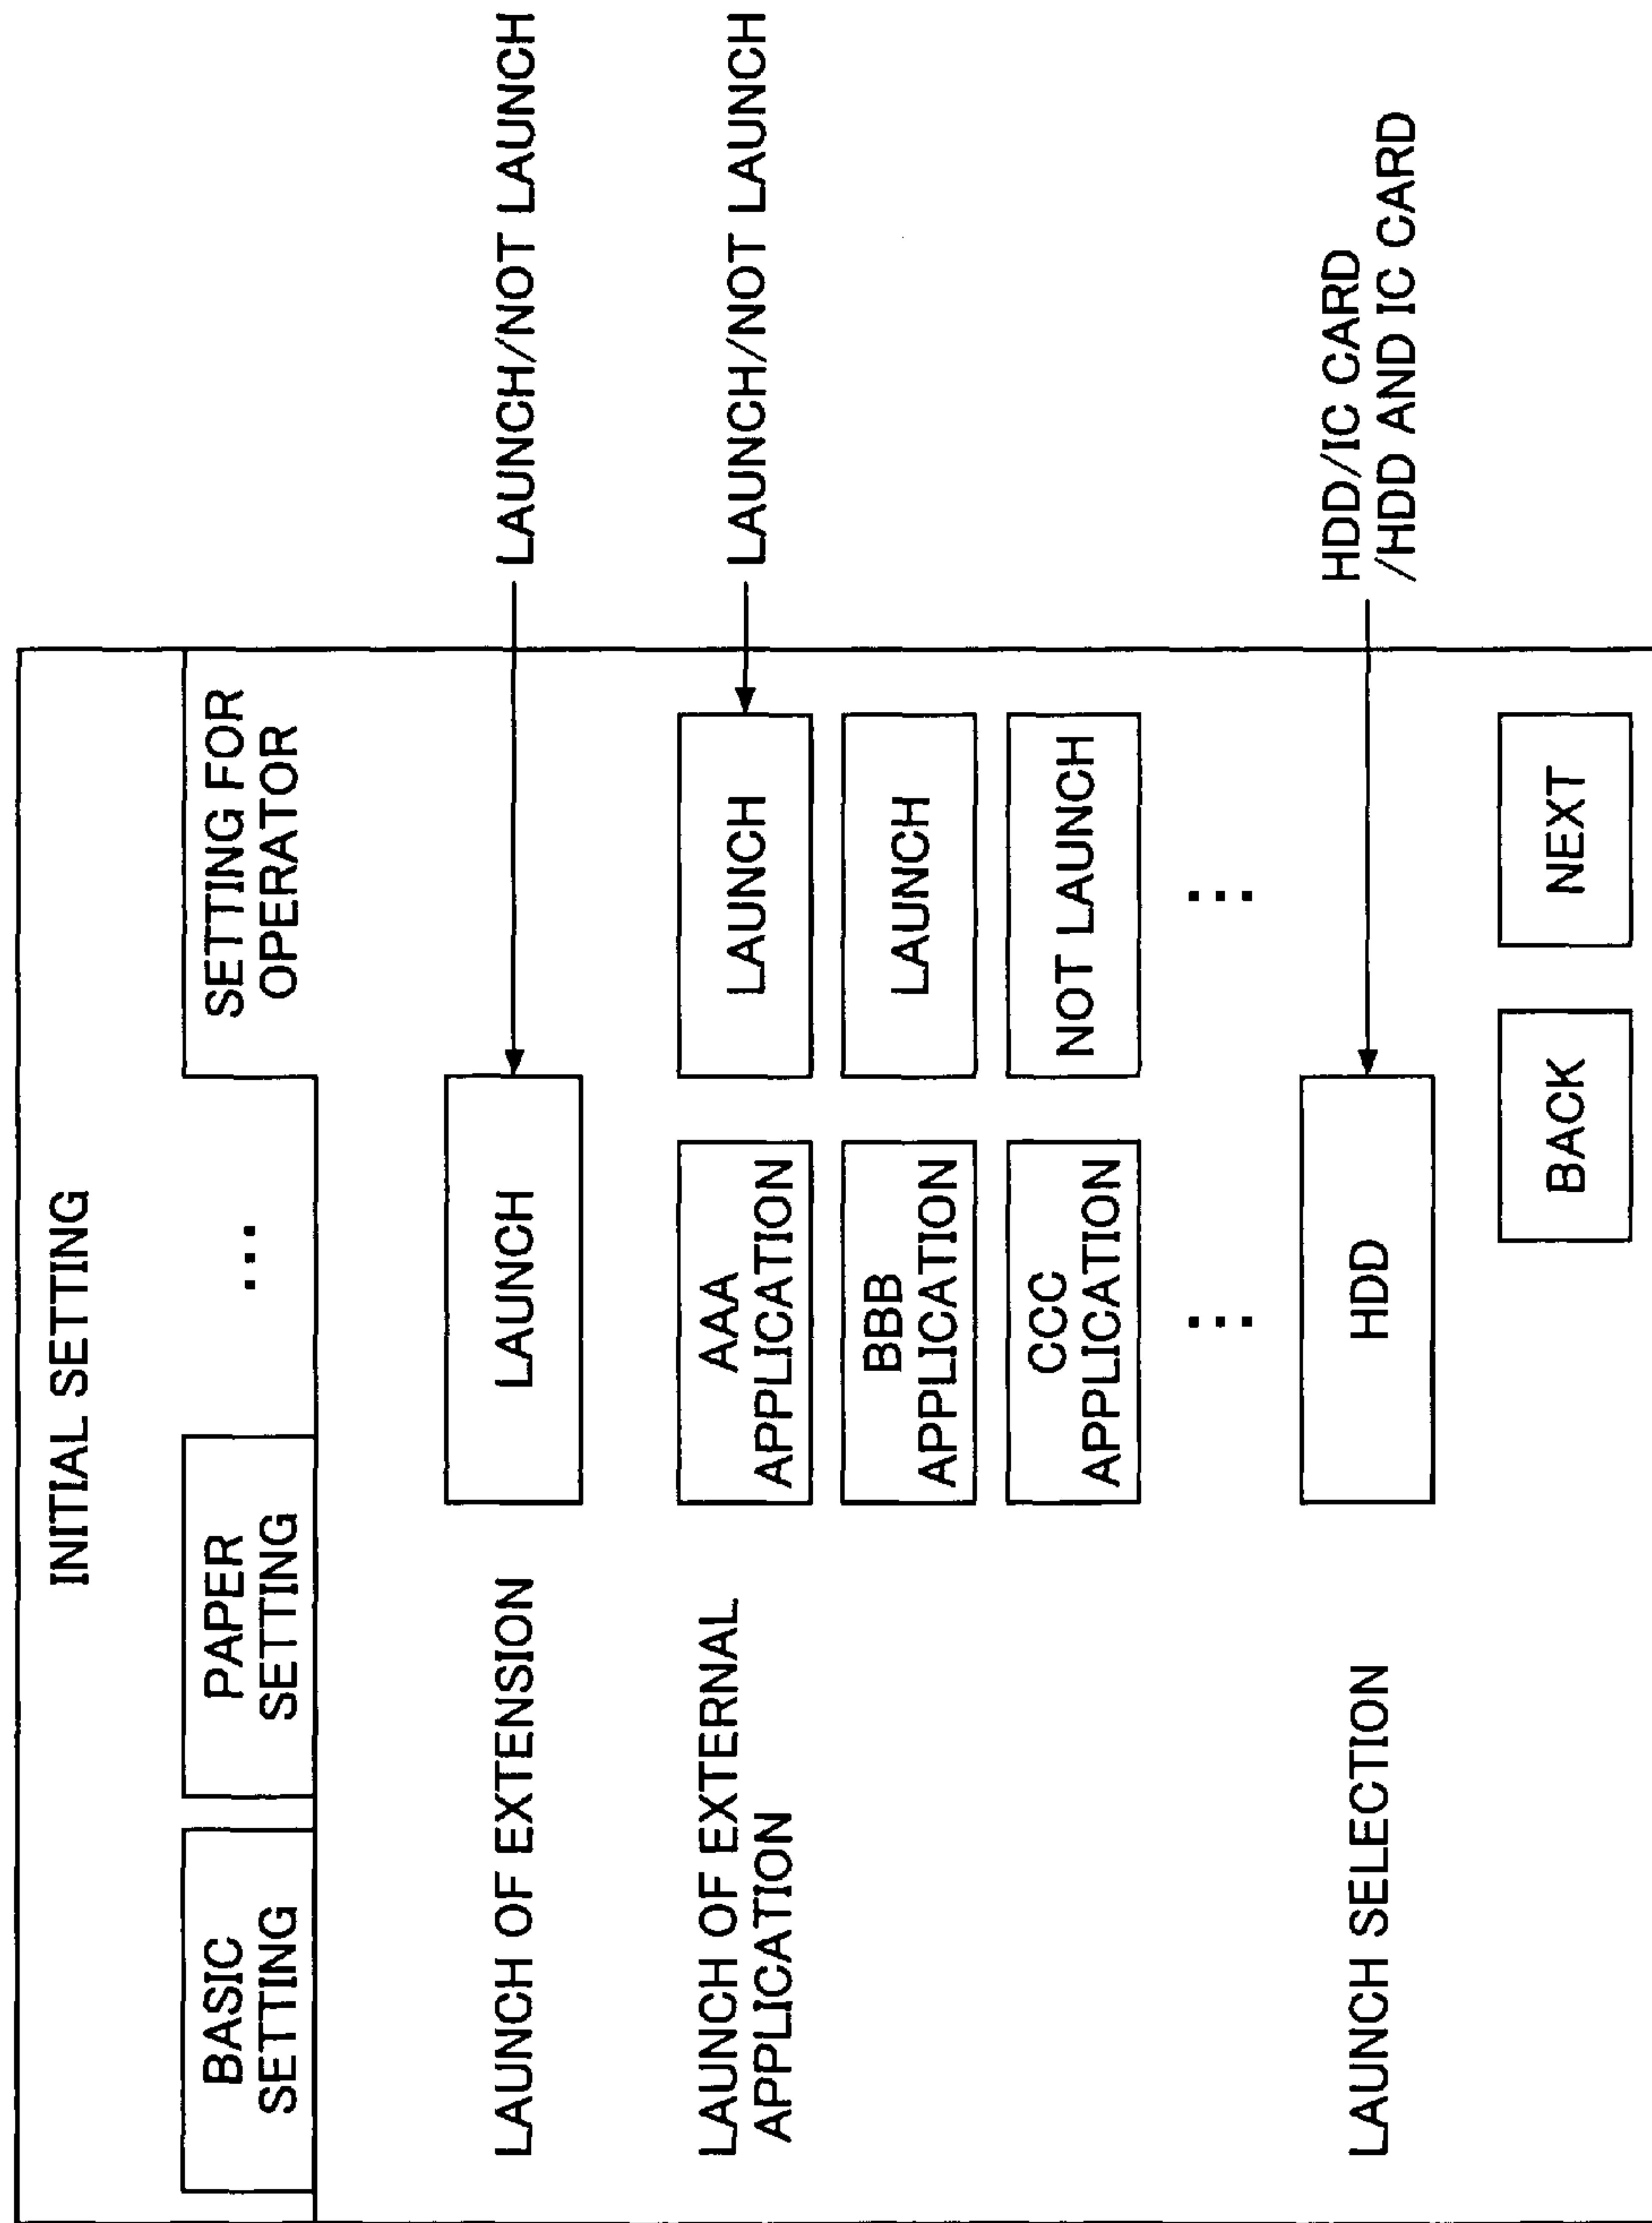 INITIAL SETTING
BASIC
SETTING
PAPER
SETTING
...
SETTING FOR
OPERATOR
LAUNCH OF EXTENSION
LAUNCH
LAUNCH/NOT LAUNCH
LAUNCH OF EXTERNAL
APPLICATION
AAA
APPLICATION
LAUNCH
LAUNCH/NOT LAUNCH
BBB
APPLICATION
LAUNCH
CCC
APPLICATION
NOT LAUNCH
...
...
LAUNCH SELECTION
HDD
HDD/IC CARD
/HDD AND IC CARD
BACK
NEXT